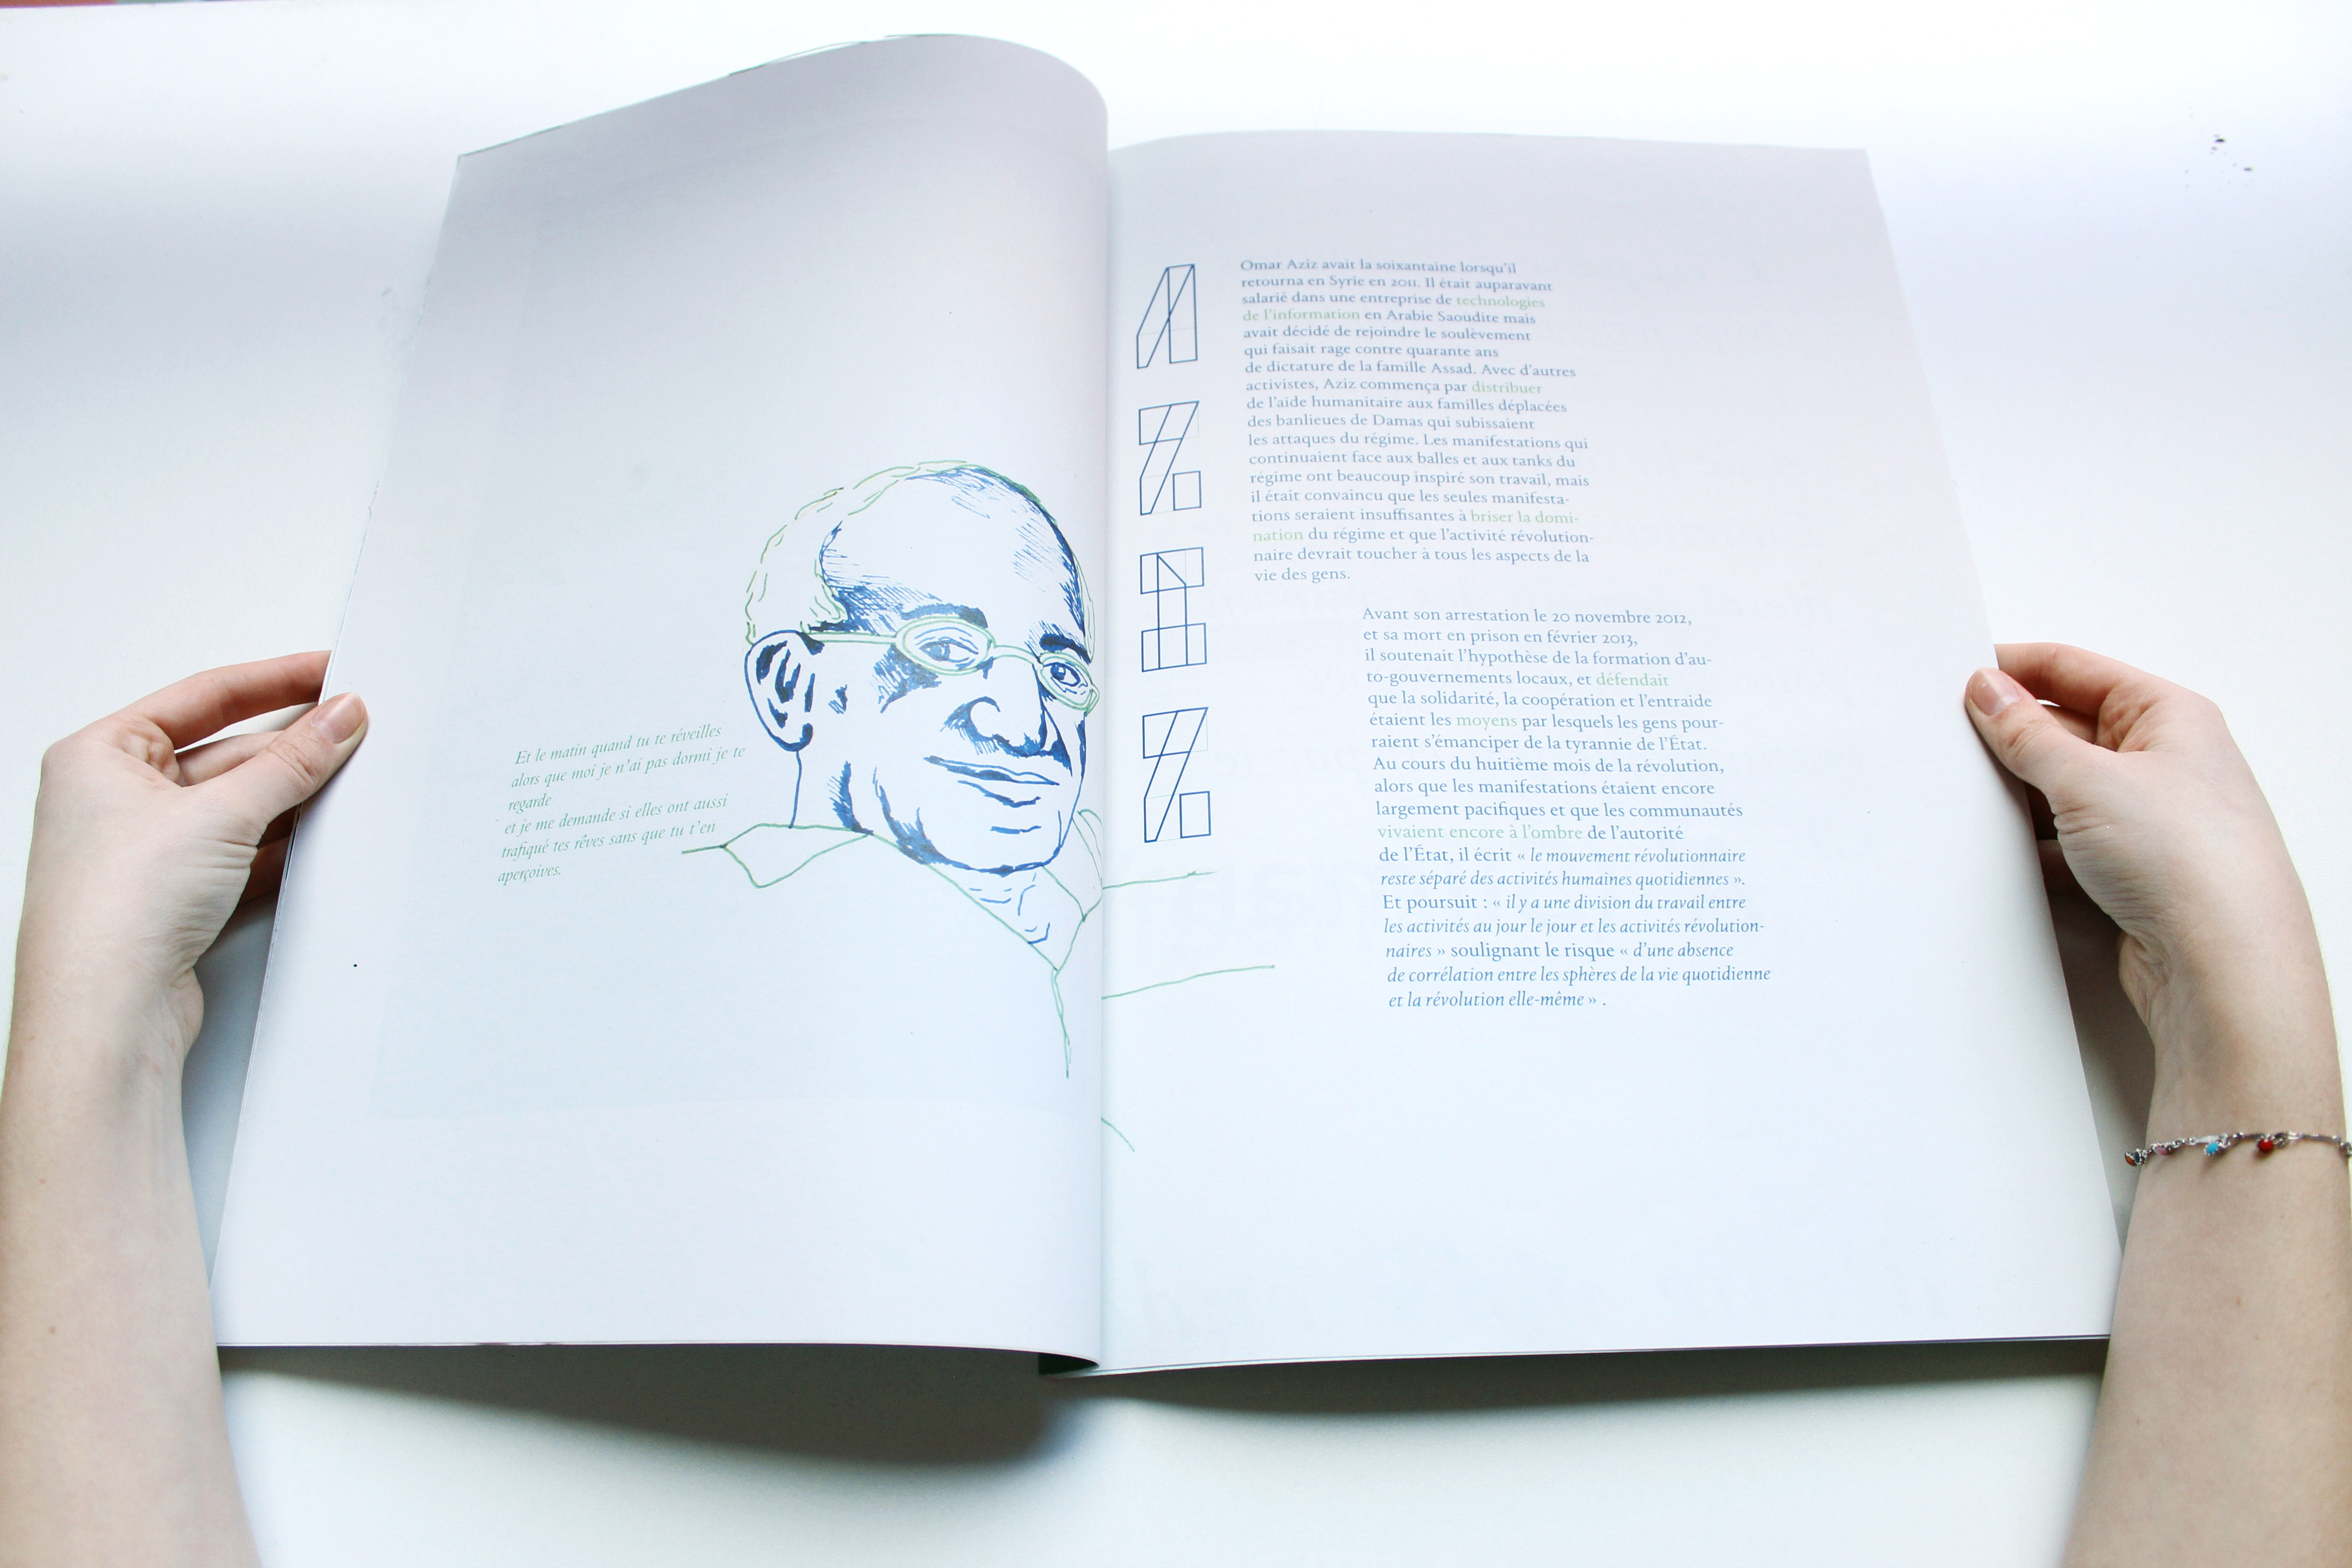 Et le matin quand tu te réveilles
alors que moi je n'ai pas dormi je te
regarde
et je me demande si elles ont aussi
trafiqué tes rêves sans que tu t'en
aperçoives.
A
Z
I
Z
Omar Aziz avait la soixantaine lorsqu'il
retourna en Syrie en 2011. Il était auparavant
salarié dans une entreprise de technologies
de l'information en Arabie Saoudite mais
avait décidé de rejoindre le soulèvement
qui faisait rage contre quarante ans
de dictature de la famille Assad. Avec d'autres
activistes, Aziz commença par distribuer
de l'aide humanitaire aux familles déplacées
des banlieues de Damas qui subissaient
les attaques du régime. Les manifestations qui
continuaient face aux balles et aux tanks du
régime ont beaucoup inspiré son travail, mais
il était convaincu que les seules manifesta-
tions seraient insuffisantes à briser la domi-
nation du régime et que l'activité révolution-
naire devrait toucher à tous les aspects de la
vie des gens.
Avant son arrestation le 20 novembre 2012,
et sa mort en prison en février 2013,
il soutenait l'hypothèse de la formation d'au-
to-gouvernements locaux, et défendait
que la solidarité, la coopération et l'entraide
étaient les moyens par lesquels les gens pour-
raient s'émanciper de la tyrannie de l'État.
Au cours du huitième mois de la révolution,
alors que les manifestations étaient encore
largement pacifiques et que les communautés
vivaient encore à l'ombre de l'autorité
de l'État, il écrit « le mouvement révolutionnaire
reste séparé des activités humaines quotidiennes ».
Et poursuit : « il y a une division du travail entre
les activités au jour le jour et les activités révolution-
naires » soulignant le risque « d'une absence
de corrélation entre les sphères de la vie quotidienne
et la révolution elle-même » .